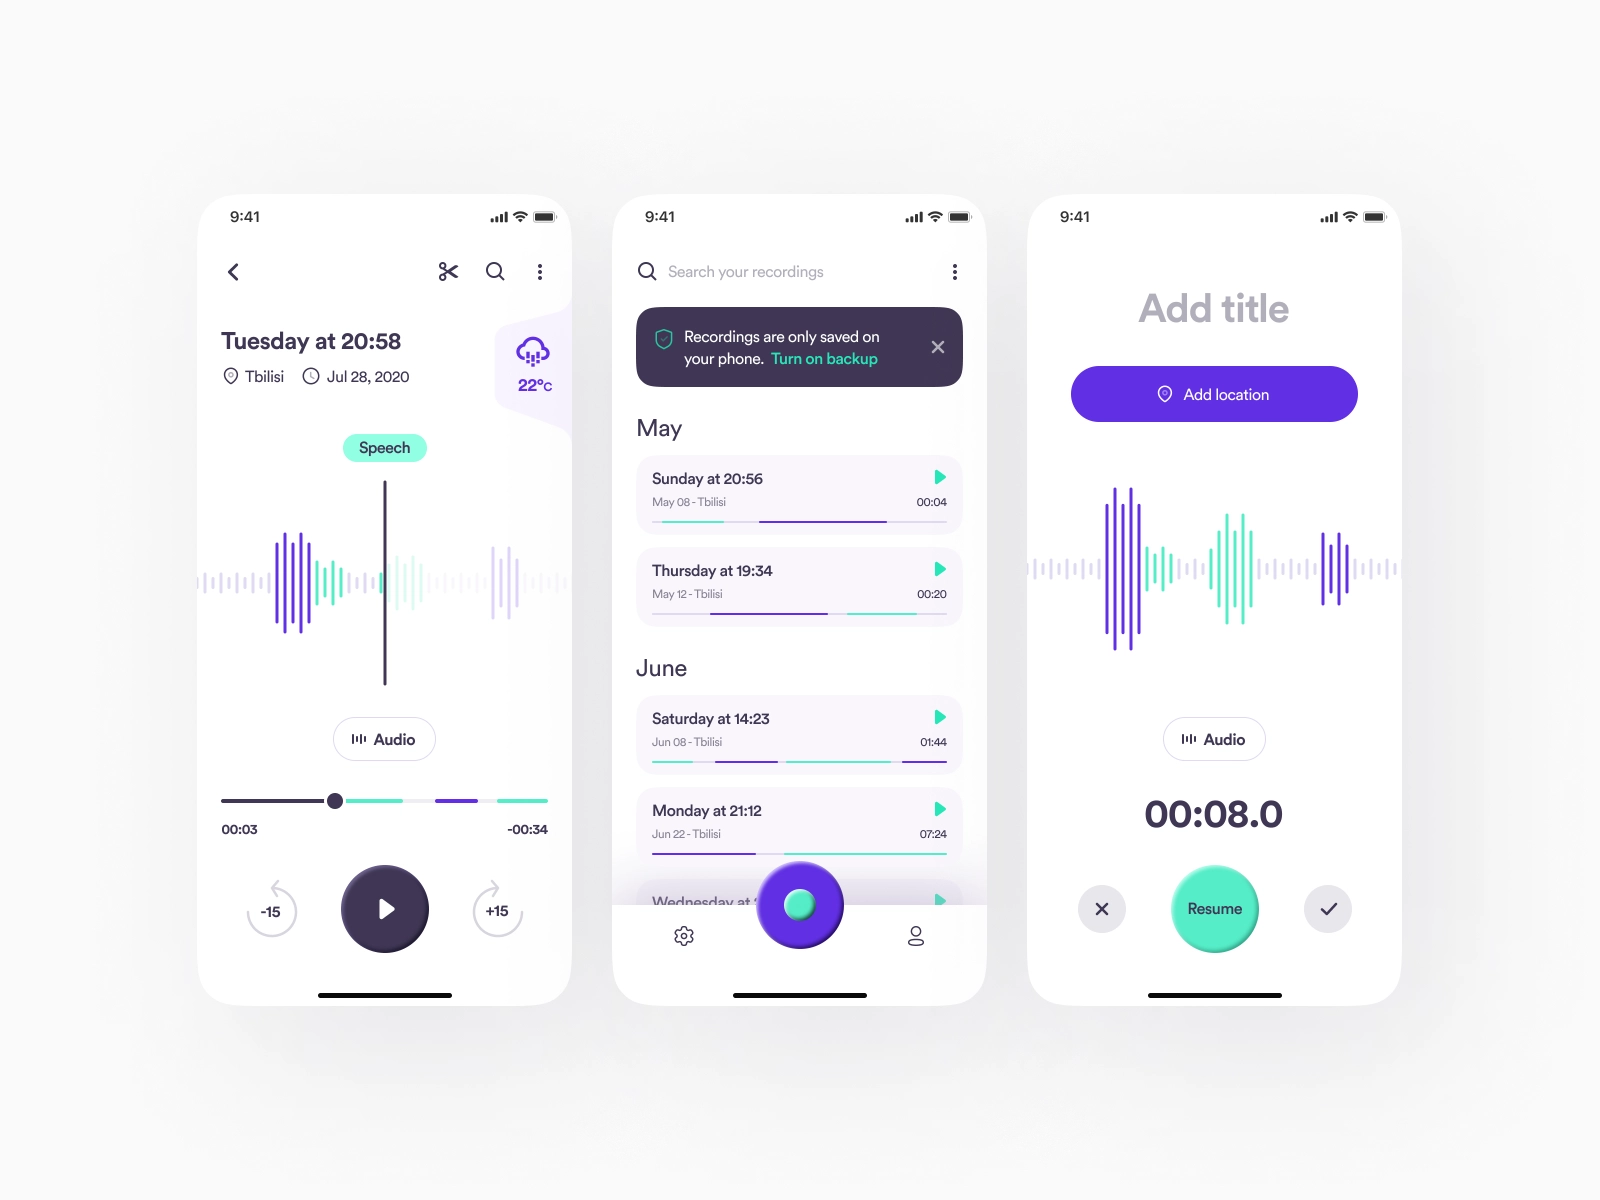 9:41
Tuesday at 20:58
Tbilisi Jul 28, 2020
22°C
Speech
Audio
00:03 -00:34
-15 +15
9:41
Search your recordings
Recordings are only saved on
your phone. Turn on backup
May
Sunday at 20:56
May 08 - Tbilisi 00:04
Thursday at 19:34
May 12 - Tbilisi 00:20
June
Saturday at 14:23
Jun 08 - Tbilisi 01:44
Monday at 21:12
Jun 22 - Tbilisi 07:24
Wednesday at
9:41
Add title
Add location
Audio
00:08.0
Resume